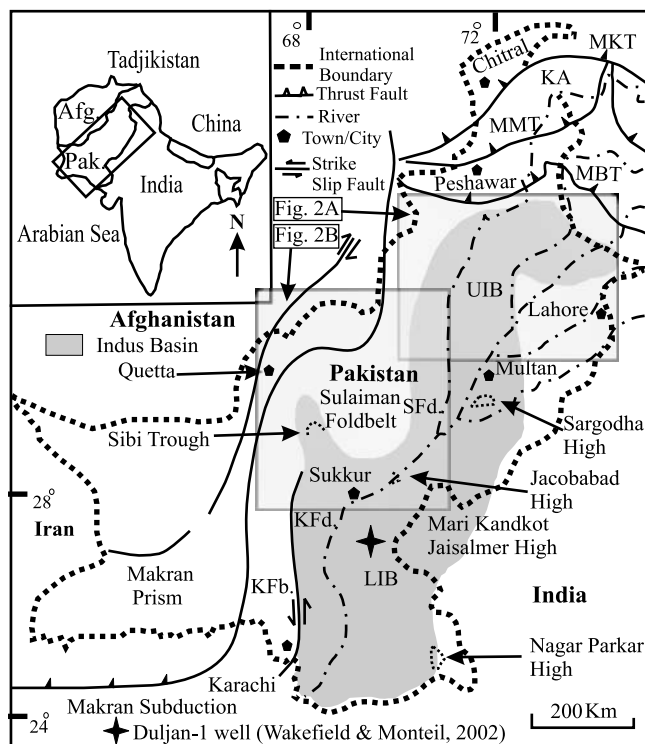 68°
72°
Tadjikistan
Afg.
China
Pak.
India
Arabian Sea
N
International
Boundary
Thrust Fault
River
Town/City
Strike
Slip Fault
Fig. 2A
Fig. 2B
Chitral
MKT
KA
MMT
Peshawar
MBT
UIB
Lahore
Afghanistan
Indus Basin
Quetta
Pakistan
Multan
Sulaiman
Foldbelt
SFd.
Sibi Trough
Sargodha
High
Sukkur
Jacobabad
High
28°
Iran
KFd.
Mari Kandkot
Jaisalmer High
Makran
Prism
KFb.
LIB
India
Nagar Parkar
High
Karachi
Makran Subduction
200 Km
24°
Duljan-1 well (Wakefield & Monteil, 2002)